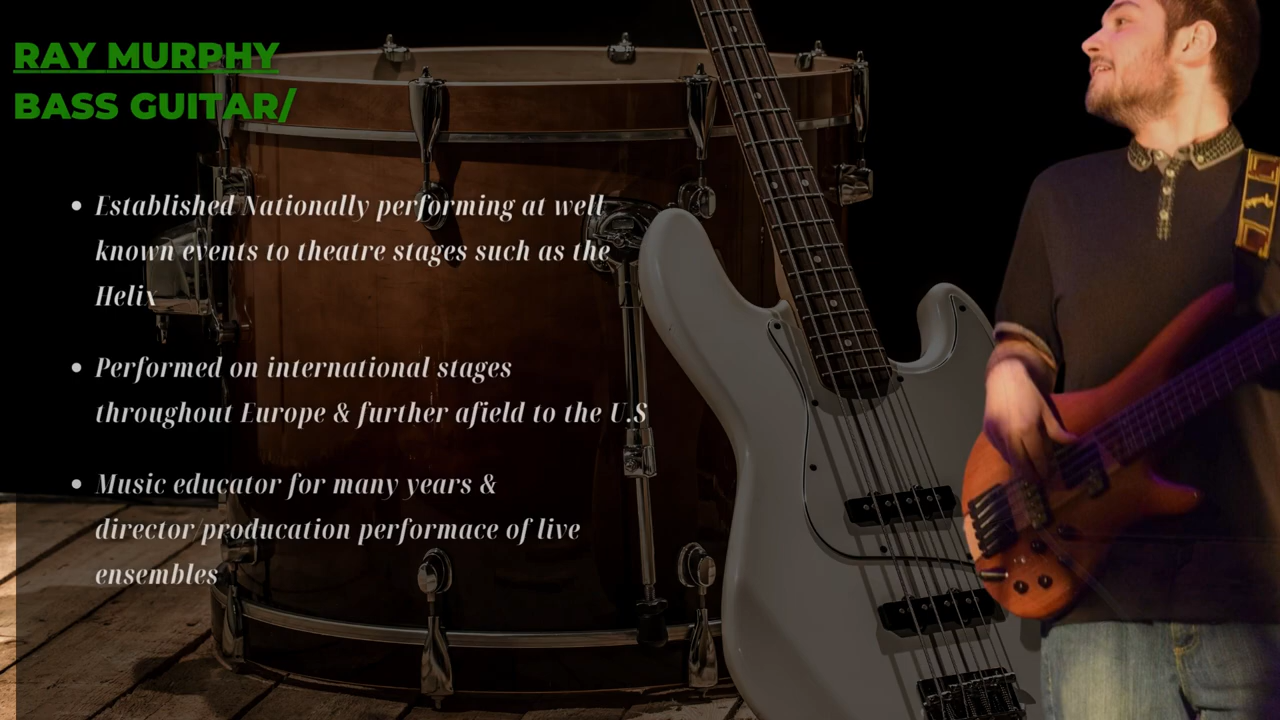 RAY MURPHY
BASS GUITAR/
• Established Nationally performing at well
known events to theatre stages such as the
Helix
• Performed on international stages
throughout Europe & further afield to the U.S
• Music educator for many years &
director producation performace of live
ensembles